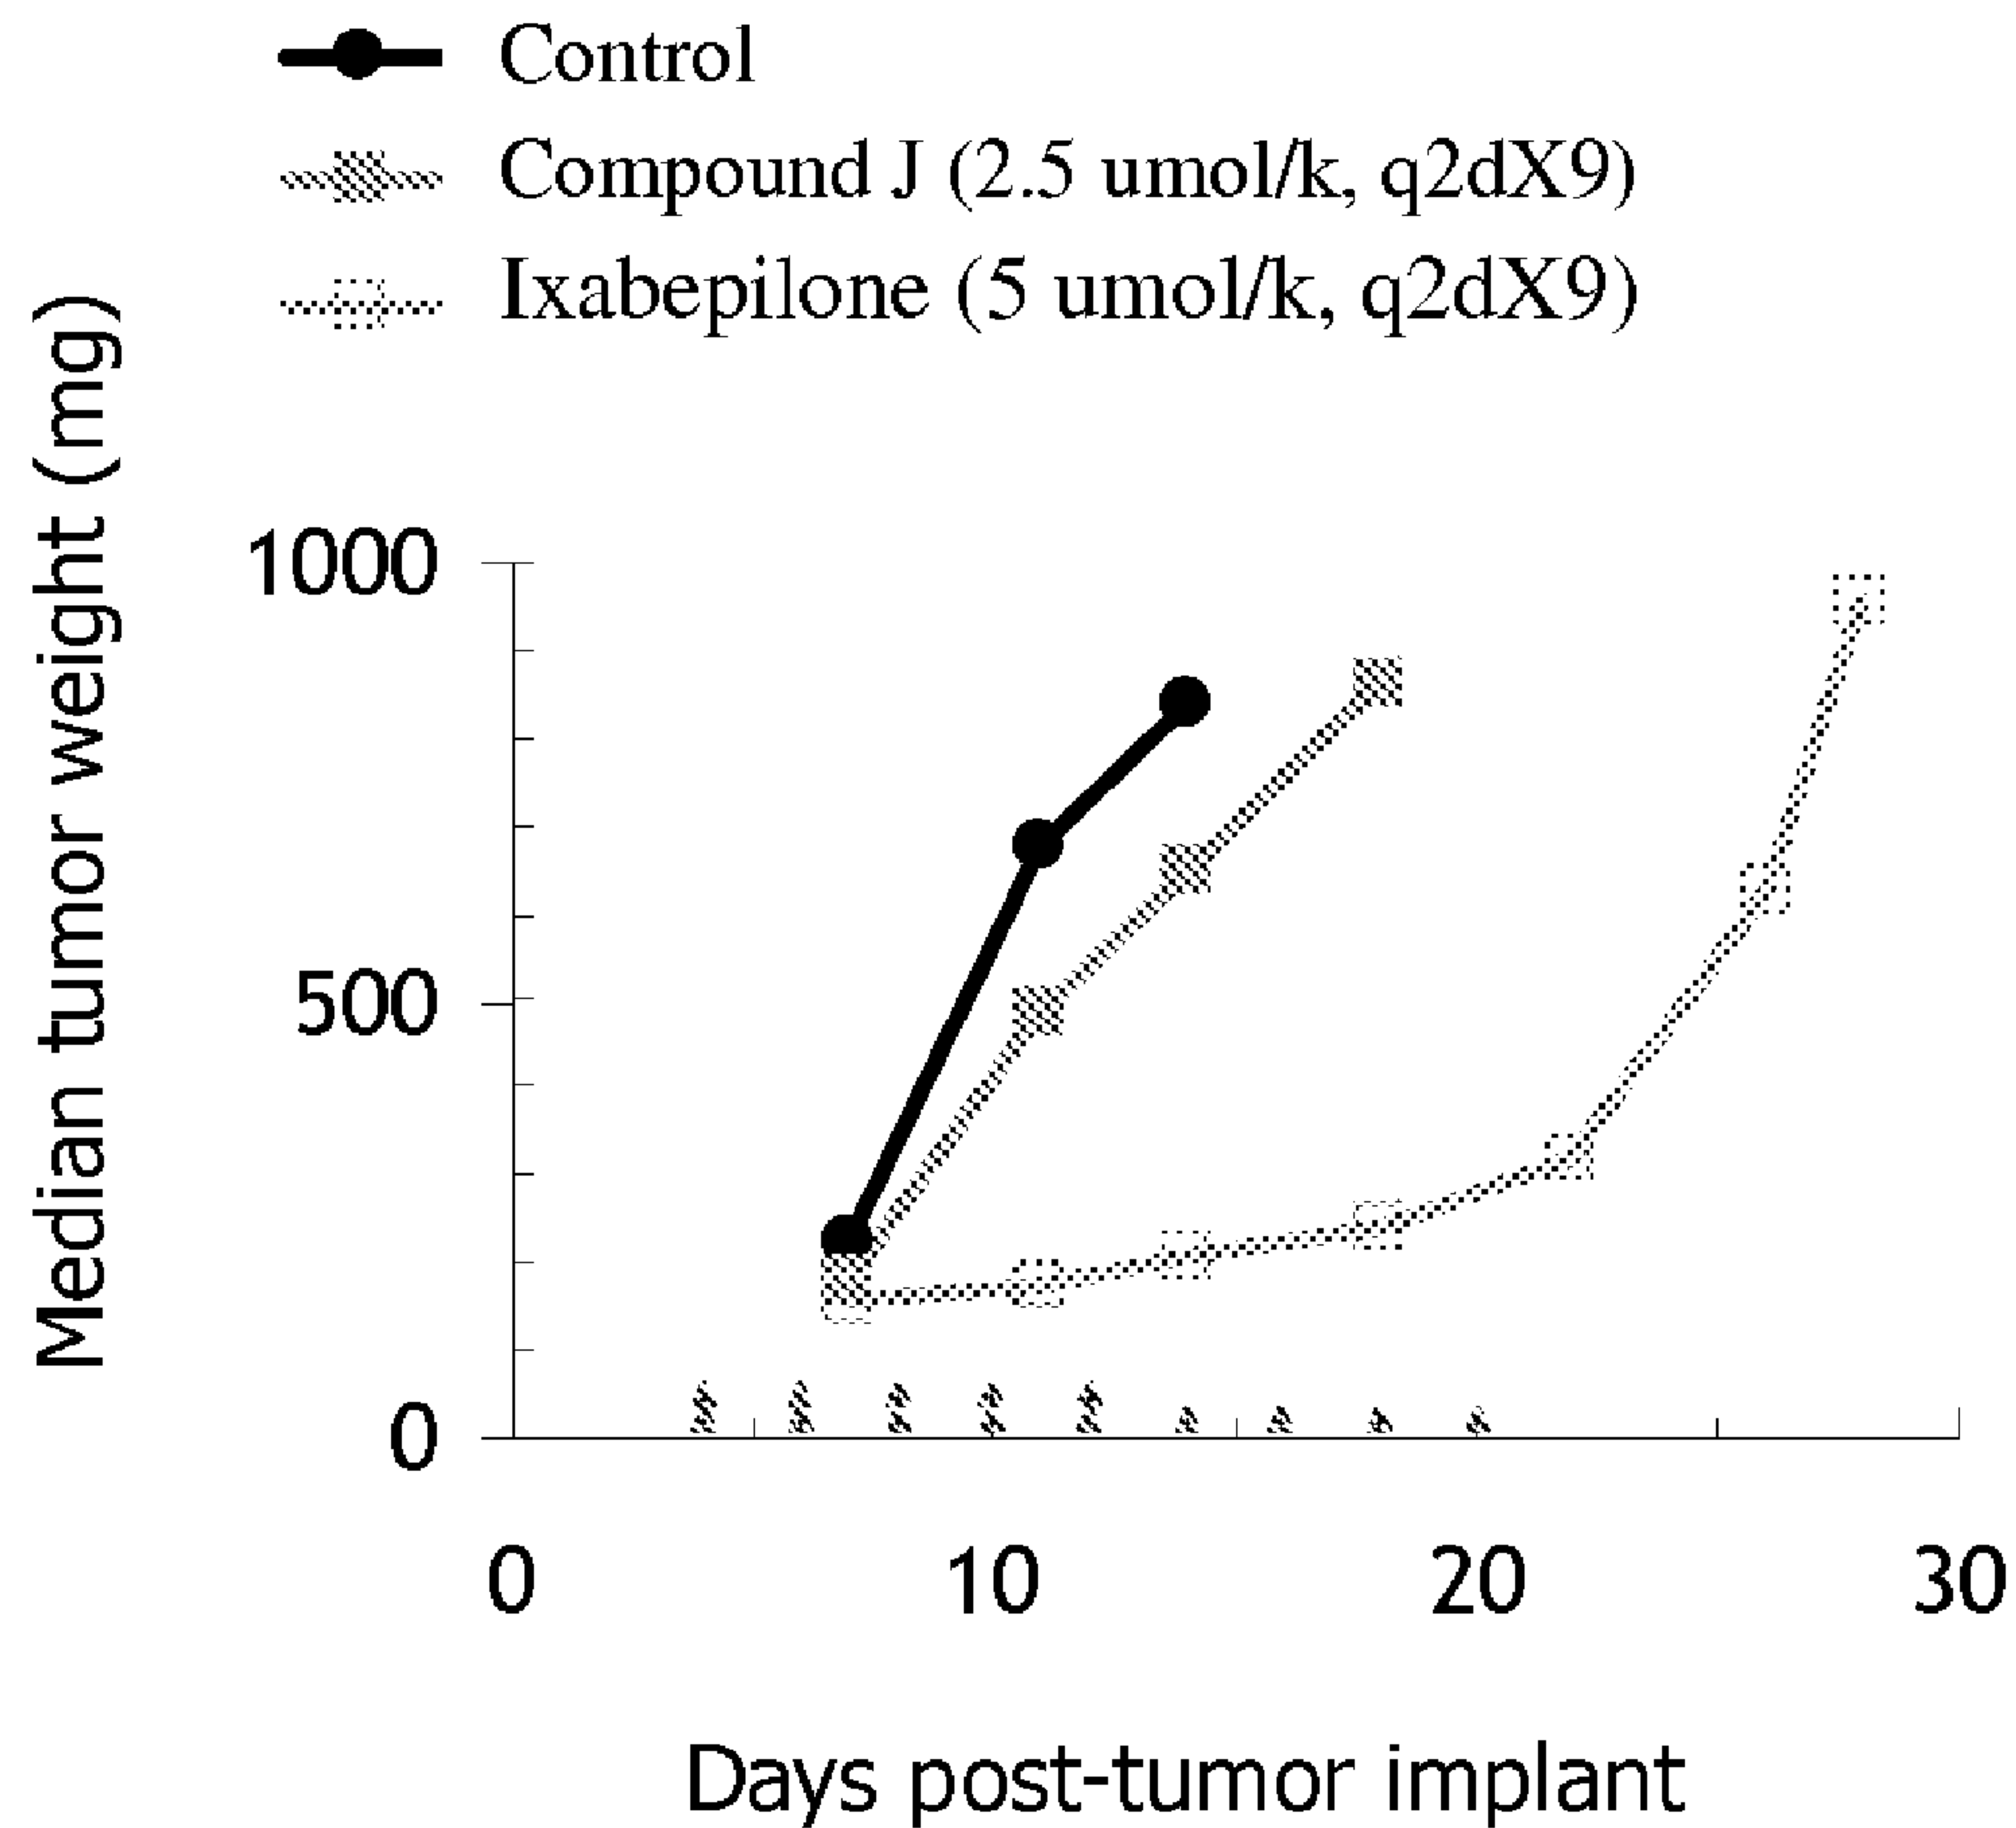 Control
Compound J (2.5 umol/k, q2dX9)
Ixabepilone (5 umol/k, q2dX9)
Median tumor weight (mg)
1000
500
0
0 10 20 30
Days post-tumor implant